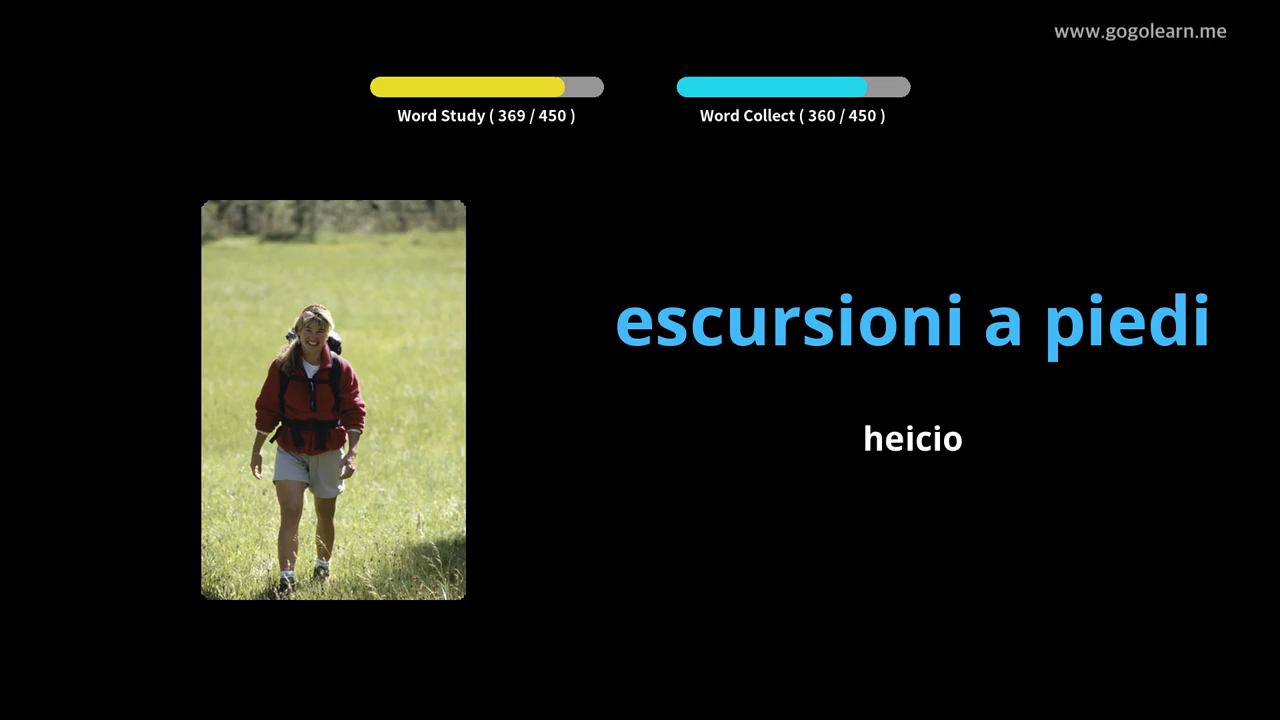 www.gogolearn.me
Word Study ( 369 / 450 )
Word Collect ( 360 / 450 )
escursioni a piedi
heicio